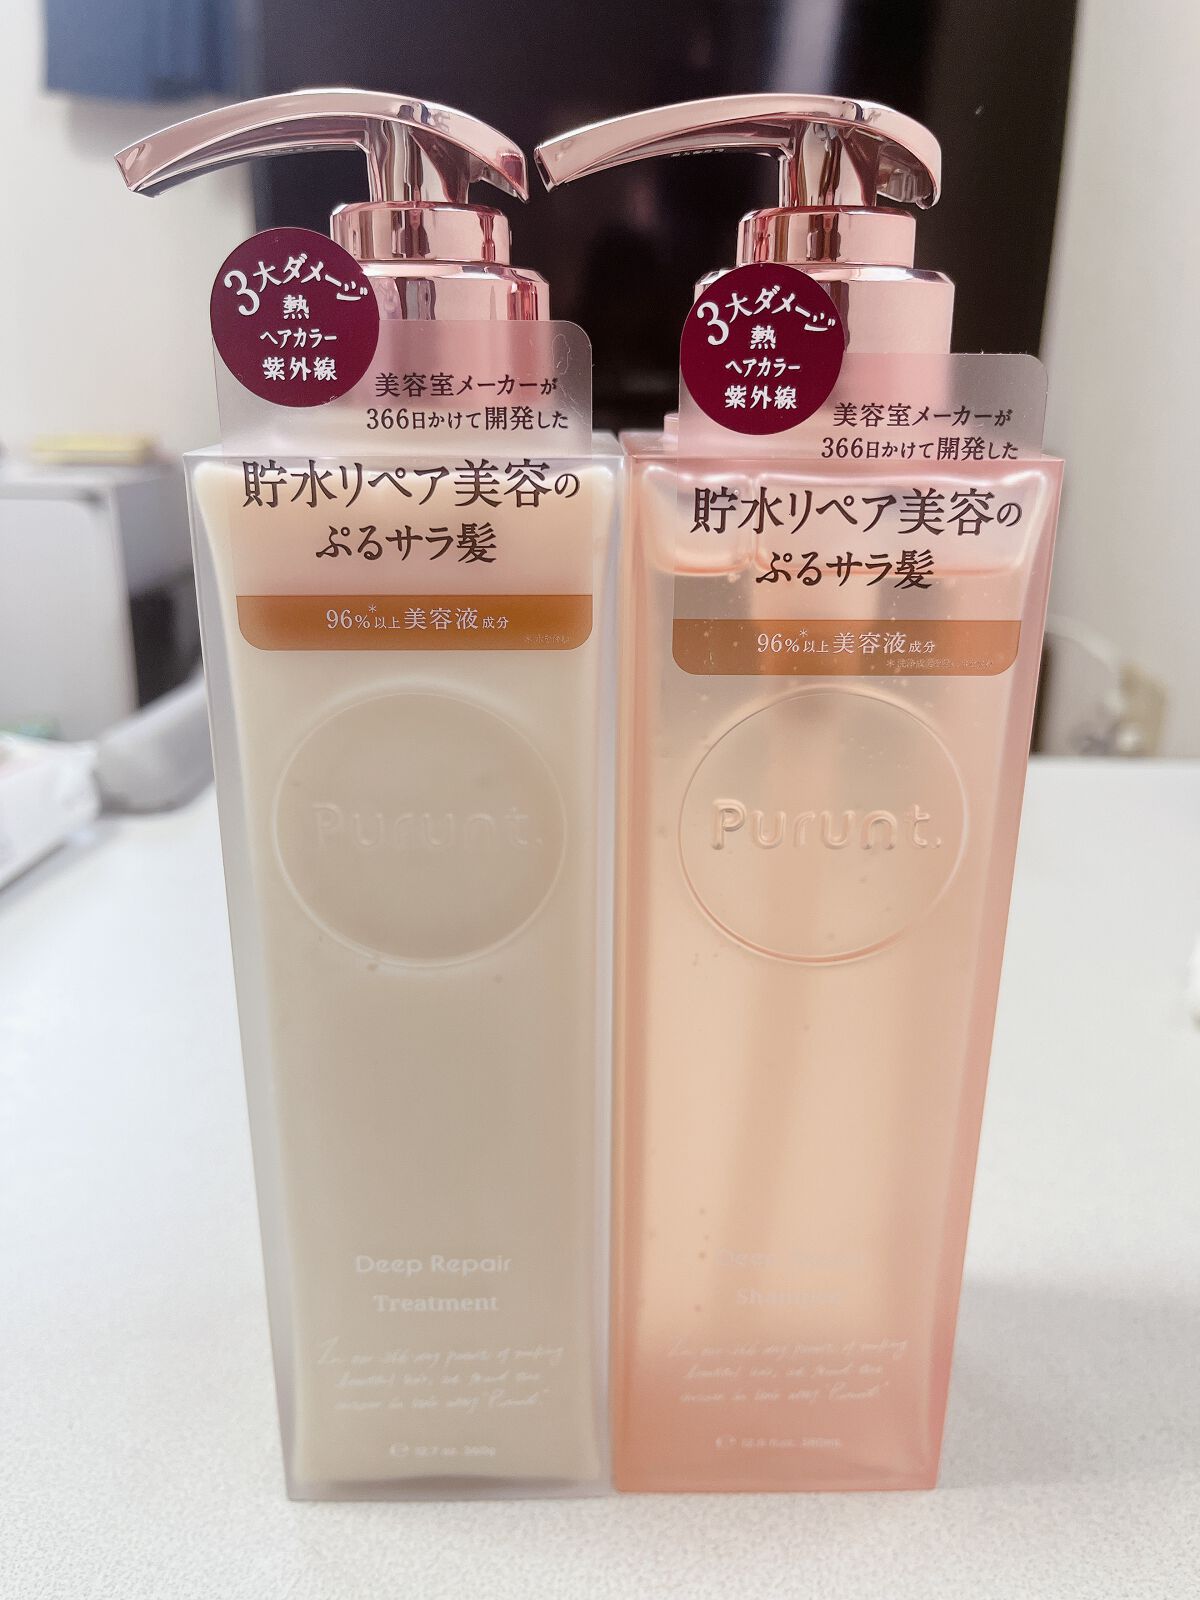 3大ダメージ
熱
ヘアカラー
紫外線
美容室メーカーが
366日かけて開発した
貯水リペア美容の
ぷるサラ髪
96%*以上美容液成分
Purunt.
Deep Repair
Treatment
12.7 oz. 360g
3大ダメージ
熱
ヘアカラー
紫外線
美容室メーカーが
366日かけて開発した
貯水リペア美容の
ぷるサラ髪
96%*以上美容液成分
Purunt.
Deep
Shampoo